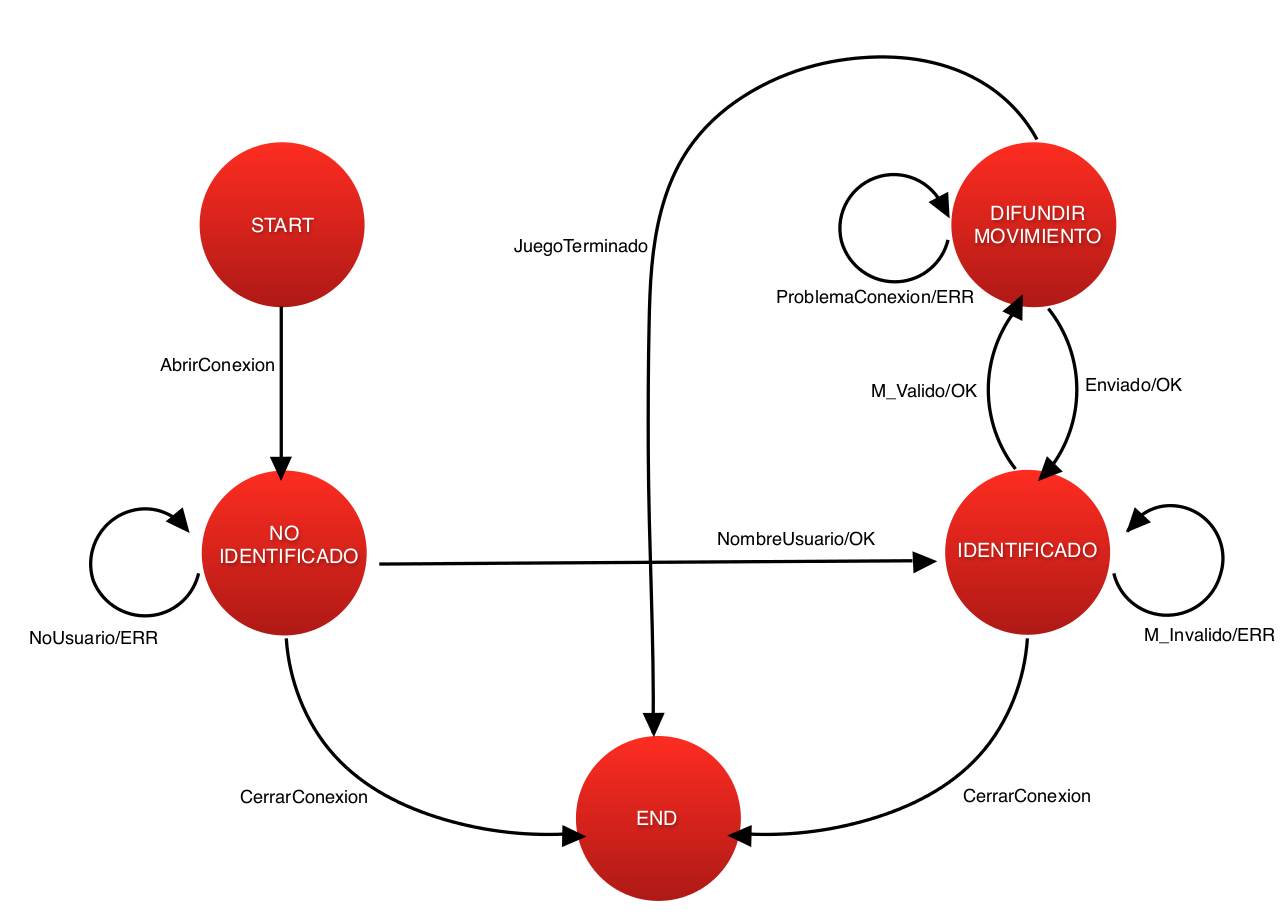 START
DIFUNDIR
MOVIMIENTO
JuegoTerminado
ProblemaConexion/ERR
AbrirConexion
M_Valido/OK
Enviado/OK
NO
IDENTIFICADO
NombreUsuario/OK
IDENTIFICADO
NoUsuario/ERR
M_Invalido/ERR
CerrarConexion
END
CerrarConexion